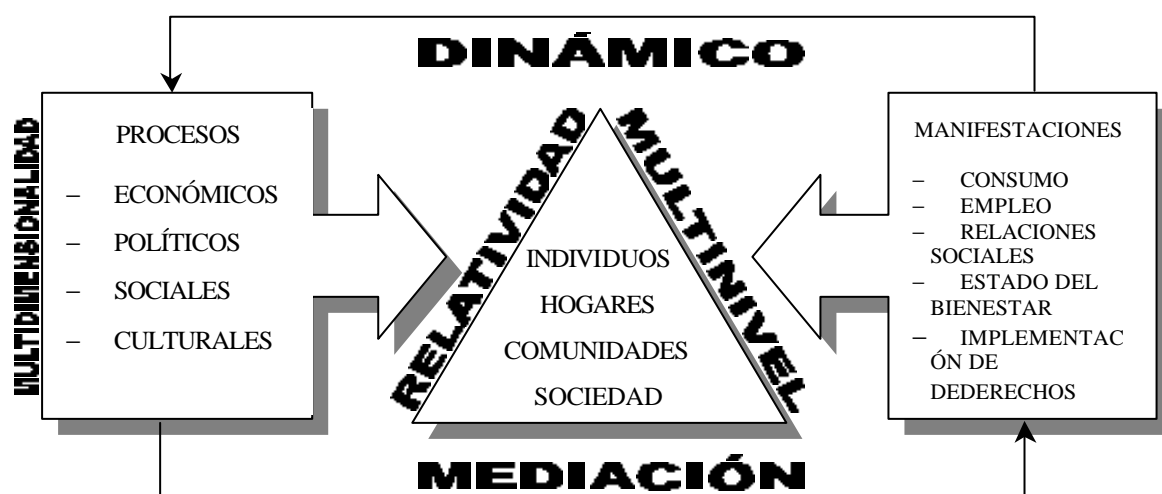 DINÁMICO
MULTIDIMENSIONALIDAD
PROCESOS
– ECONÓMICOS
– POLÍTICOS
– SOCIALES
– CULTURALES
RELATIVIDAD
MULTINIVEL
INDIVIDUOS
HOGARES
COMUNIDADES
SOCIEDAD
MANIFESTACIONES
– CONSUMO
– EMPLEO
– RELACIONES
SOCIALES
– ESTADO DEL
BIENESTAR
– IMPLEMENTAC
ÓN DE
DEDERECHOS
MEDIACIÓN